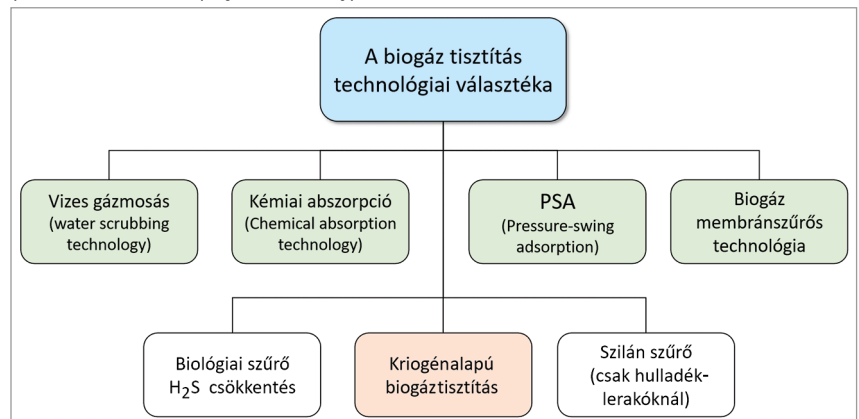 A biogáz tisztítás
technológiai választéka
Vizes gázmosás
(water scrubbing
technology)
Kémiai abszorpció
(Chemical absorption
technology)
PSA
(Pressure-swing
adsorption)
Biogáz
membránszűrős
technológia
Biológiai szűrő
H₂S csökkentés
Kriogénalapú
biogáztisztítás
Szilán szűrő
(csak hulladék-
lerakóknál)